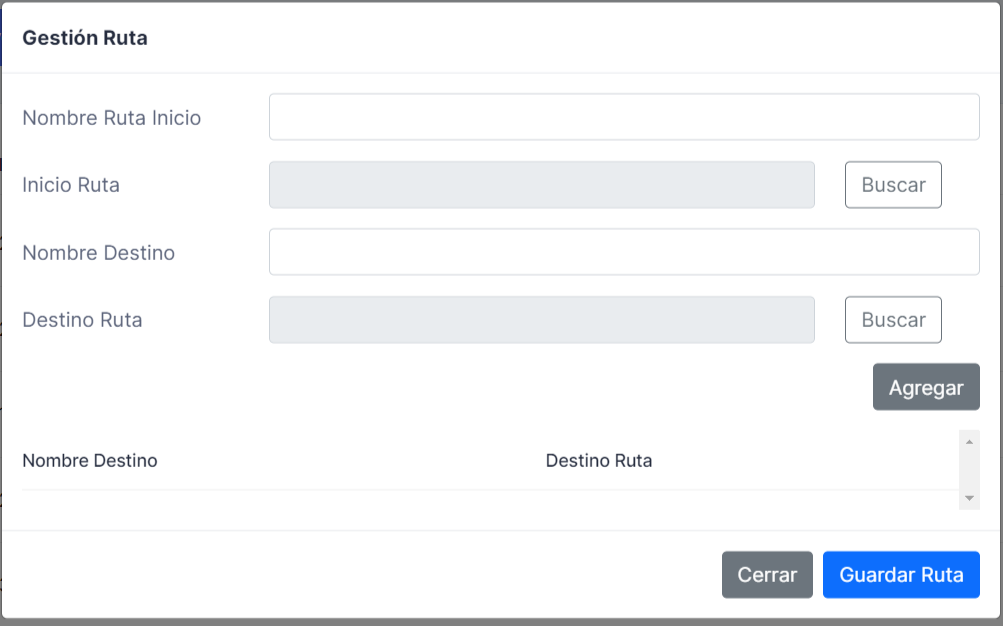 Gestión Ruta
Nombre Ruta Inicio
Inicio Ruta
Buscar
Nombre Destino
Destino Ruta
Buscar
Agregar
Nombre Destino
Destino Ruta
Cerrar
Guardar Ruta